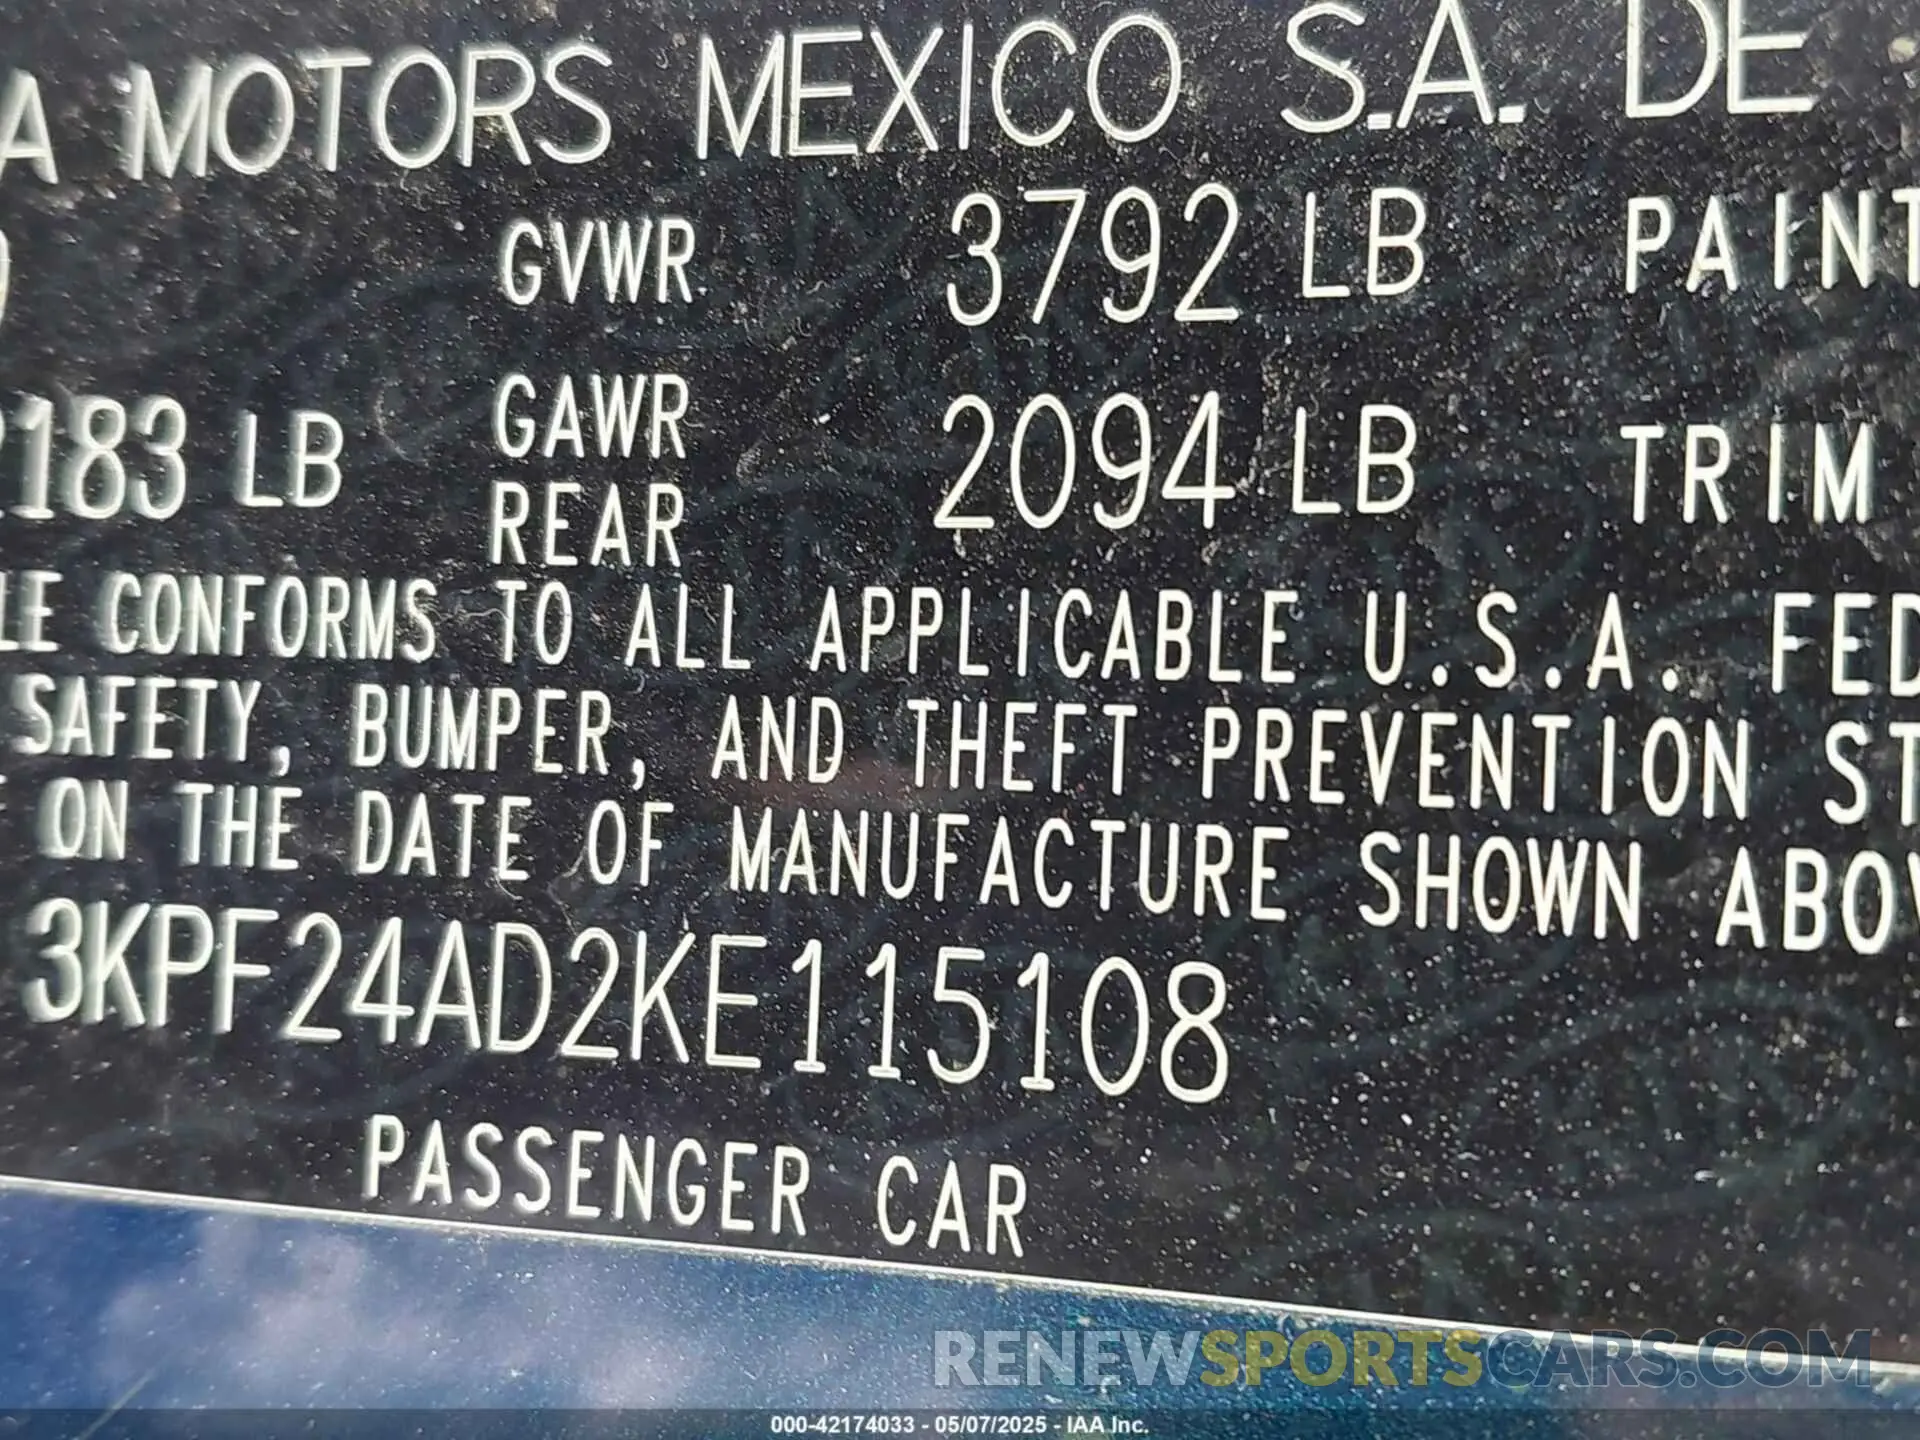 A MOTORS MEXICO S.A. DE
GVWR 3792 LB PAINT
183 LB GAWR REAR 2094 LB TRIM
LE CONFORMS TO ALL APPLICABLE U.S.A. FED
SAFETY, BUMPER, AND THEFT PREVENTION ST
ON THE DATE OF MANUFACTURE SHOWN ABOV
3KPF24AD2KE115108
PASSENGER CAR
RENEWSPORTSCARS.COM
000-42174033 - 05/07/2025 - IAA Inc.